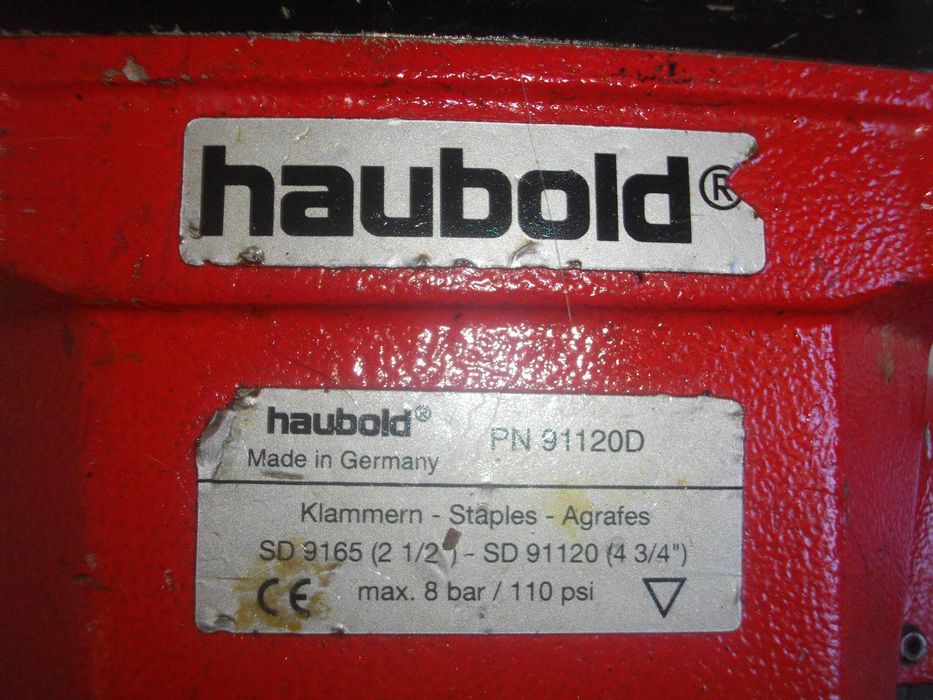 haubold®
haubold® PN 91120D
Made in Germany
Klammern - Staples - Agrafes
SD 9165 (2 1/2") - SD 91120 (4 3/4")
CE max. 8 bar / 110 psi